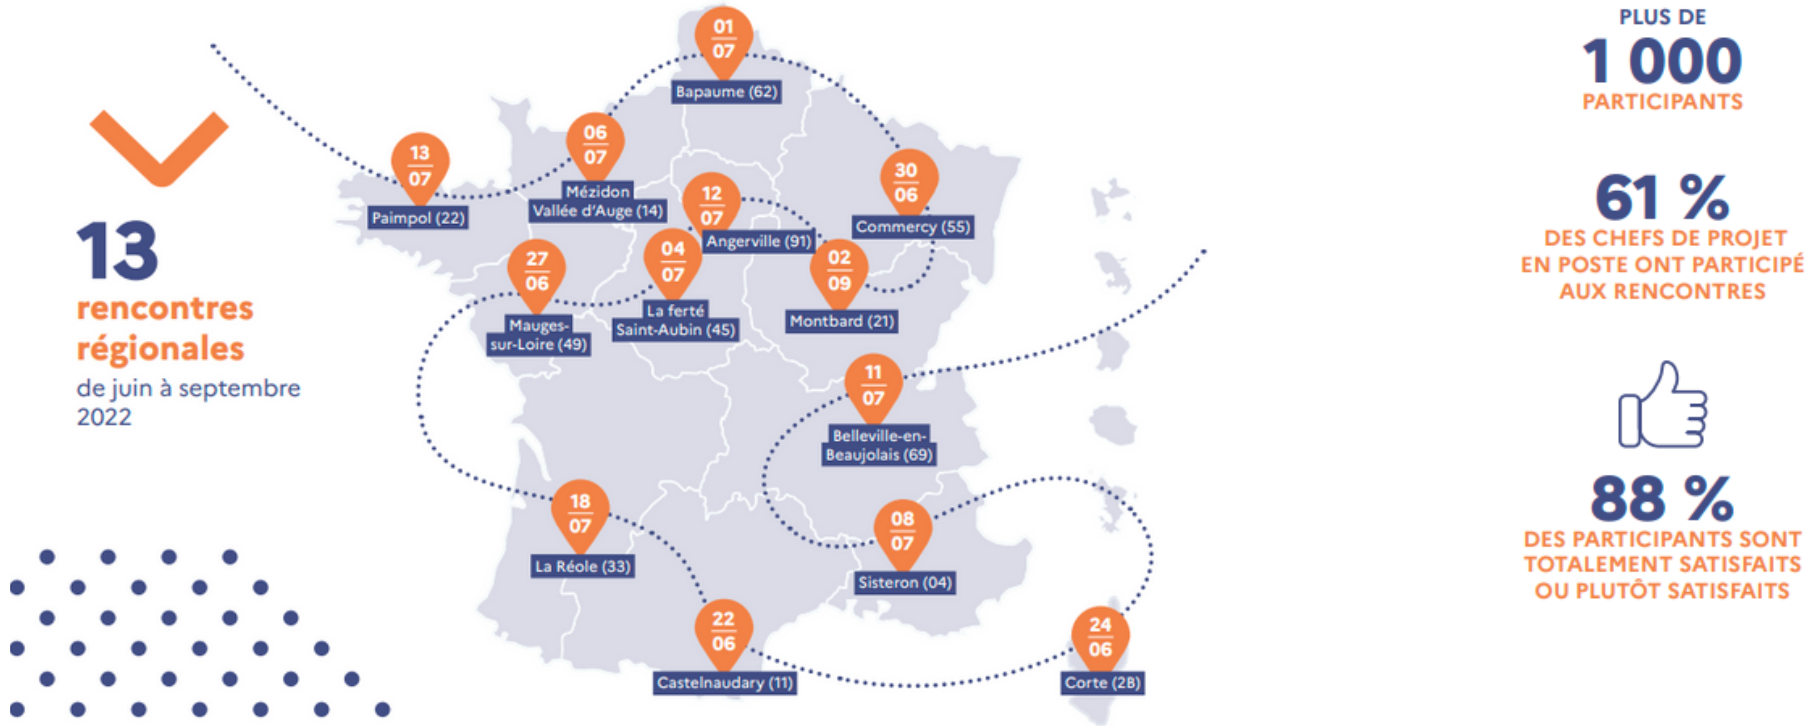 13
rencontres
régionales
de juin à septembre
2022
01
07
Bapaume (62)
13
07
Paimpol (22)
06
07
Mézidon
Vallée d'Auge (14)
12
07
Angerville (91)
30
06
Commercy (55)
27
06
Mauges-
sur-Loire (49)
04
07
La ferté
Saint-Aubin (45)
02
09
Montbard (21)
11
07
Belleville-en-
Beaujolais (69)
18
07
La Réole (33)
08
07
Sisteron (04)
22
06
Castelnaudary (11)
24
06
Corte (2B)
PLUS DE
1 000
PARTICIPANTS
61 %
DES CHEFS DE PROJET
EN POSTE ONT PARTICIPÉ
AUX RENCONTRES
88 %
DES PARTICIPANTS SONT
TOTALEMENT SATISFAITS
OU PLUTÔT SATISFAITS